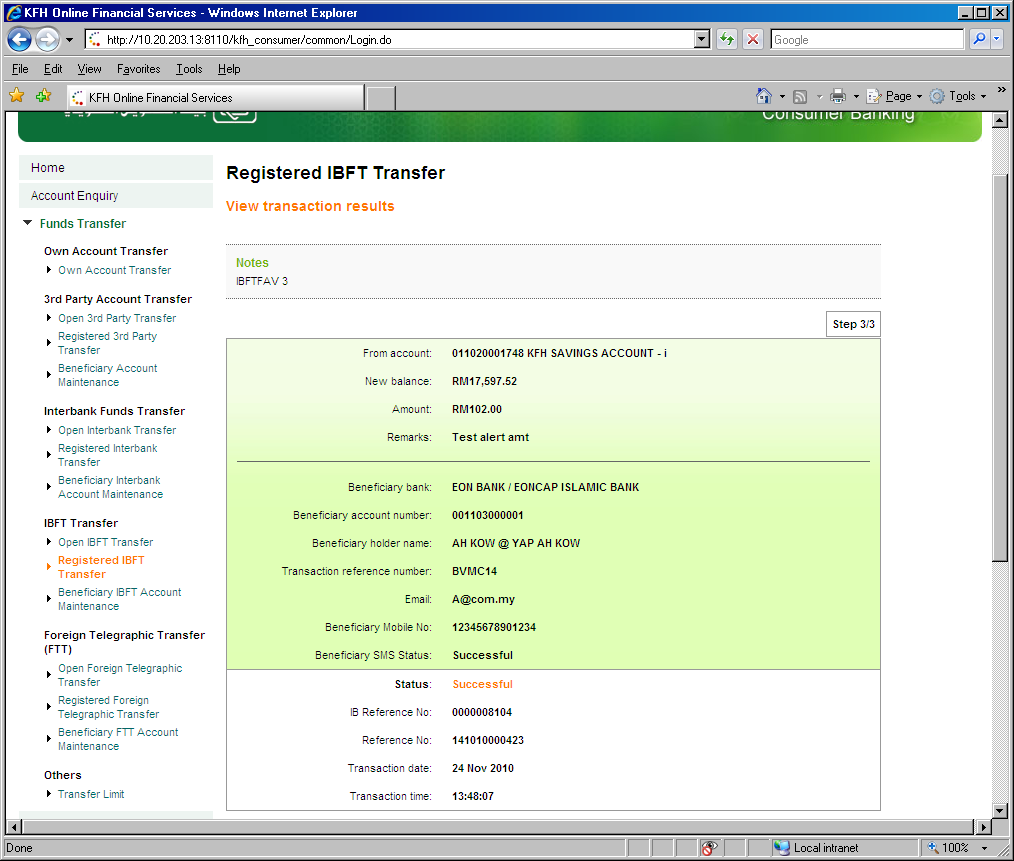 KFH Online Financial Services - Windows Internet Explorer
http://10.20.203.13:8110/kfh_consumer/common/Login.do
Google
File Edit View Favorites Tools Help
KFH Online Financial Services
Page Tools
Consumer Banking
Home
Account Enquiry
Funds Transfer
Own Account Transfer
Own Account Transfer
3rd Party Account Transfer
Open 3rd Party Transfer
Registered 3rd Party
Transfer
Beneficiary Account
Maintenance
Interbank Funds Transfer
Open Interbank Transfer
Registered Interbank
Transfer
Beneficiary Interbank
Account Maintenance
IBFT Transfer
Open IBFT Transfer
Registered IBFT
Transfer
Beneficiary IBFT Account
Maintenance
Foreign Telegraphic Transfer
(FTT)
Open Foreign Telegraphic
Transfer
Registered Foreign
Telegraphic Transfer
Beneficiary FTT Account
Maintenance
Others
Transfer Limit
Registered IBFT Transfer
View transaction results
Notes
IBFTFAV 3
Step 3/3
From account: 011020001748 KFH SAVINGS ACCOUNT - i
New balance: RM17,597.52
Amount: RM102.00
Remarks: Test alert amt
Beneficiary bank: EON BANK / EONCAP ISLAMIC BANK
Beneficiary account number: 001103000001
Beneficiary holder name: AH KOW @ YAP AH KOW
Transaction reference number: BVMC14
Email: A@com.my
Beneficiary Mobile No: 12345678901234
Beneficiary SMS Status: Successful
Status: Successful
IB Reference No: 0000008104
Reference No: 141010000423
Transaction date: 24 Nov 2010
Transaction time: 13:48:07
Done
Local intranet
100%